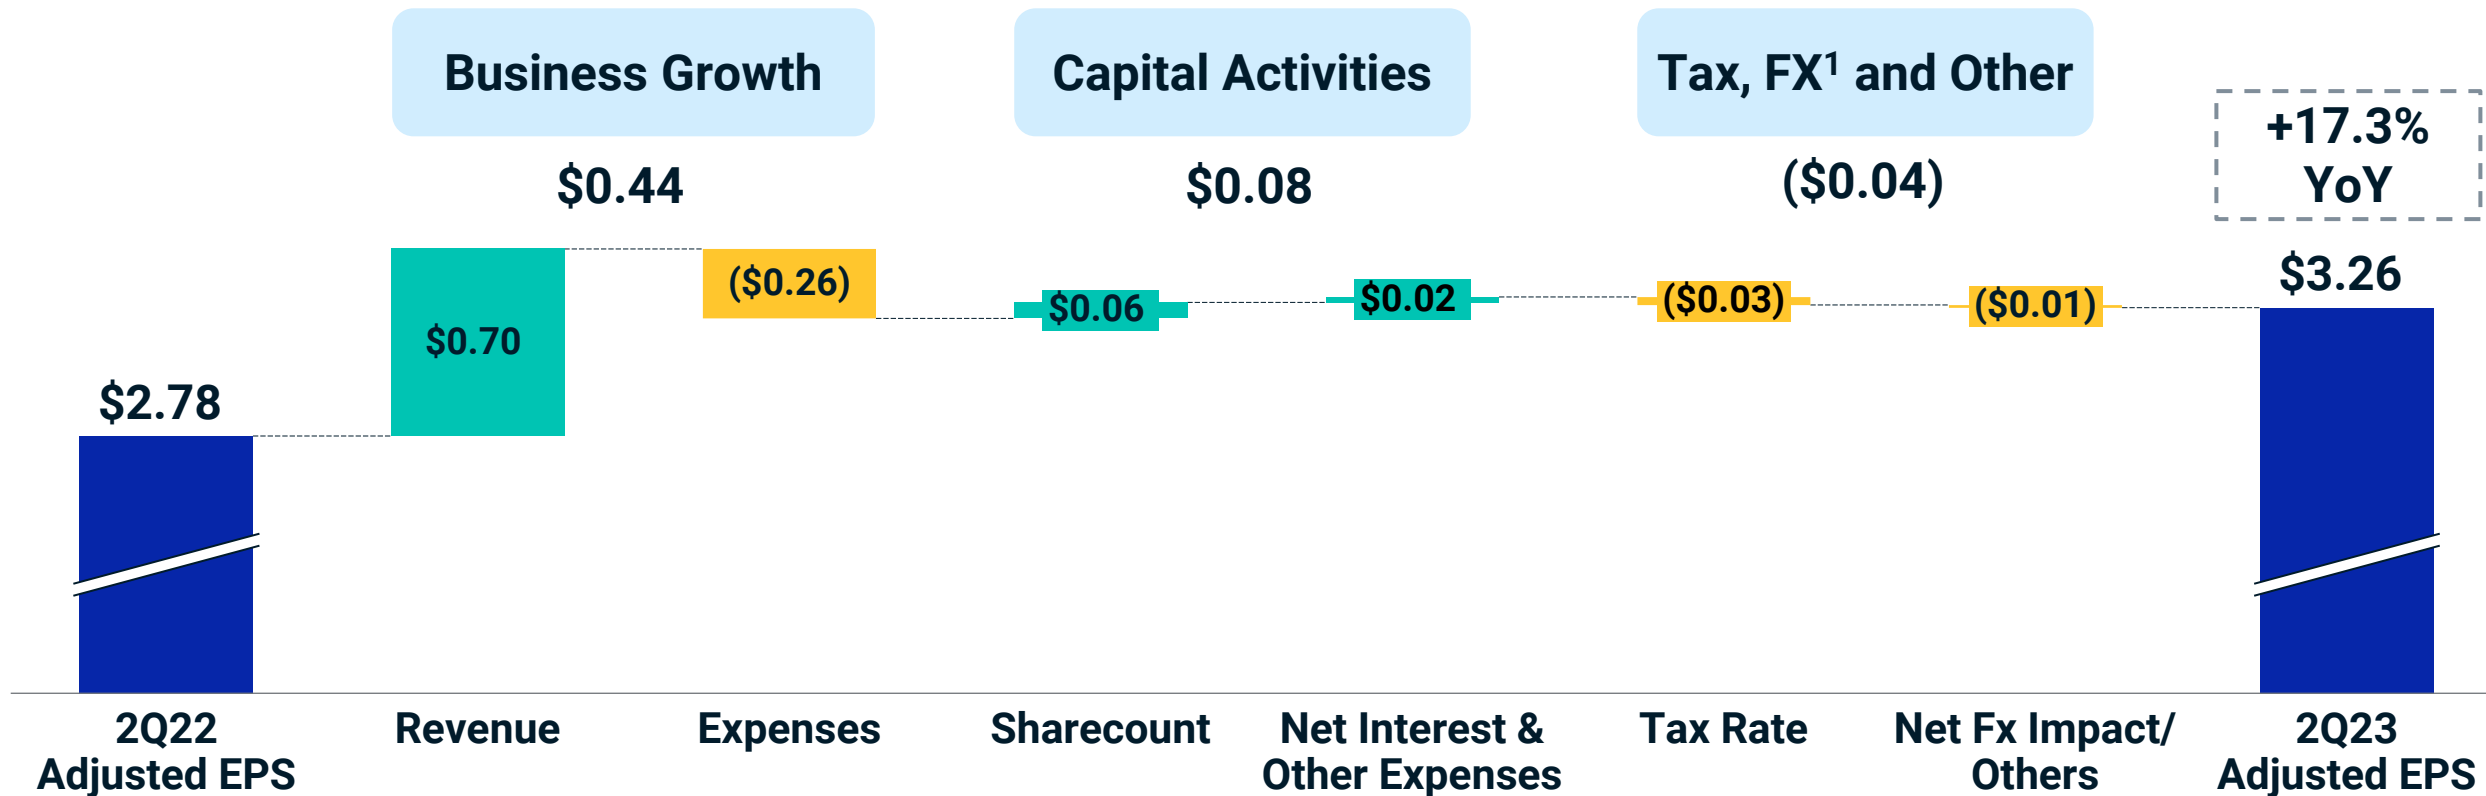 Business Growth
Capital Activities
Tax, FX¹ and Other
+17.3%
YoY
$0.44
$0.08
($0.04)
$2.78
$0.70
($0.26)
$0.06
$0.02
($0.03)
($0.01)
$3.26
2Q22
Adjusted EPS
Revenue
Expenses
Sharecount
Net Interest &
Other Expenses
Tax Rate
Net Fx Impact/
Others
2Q23
Adjusted EPS